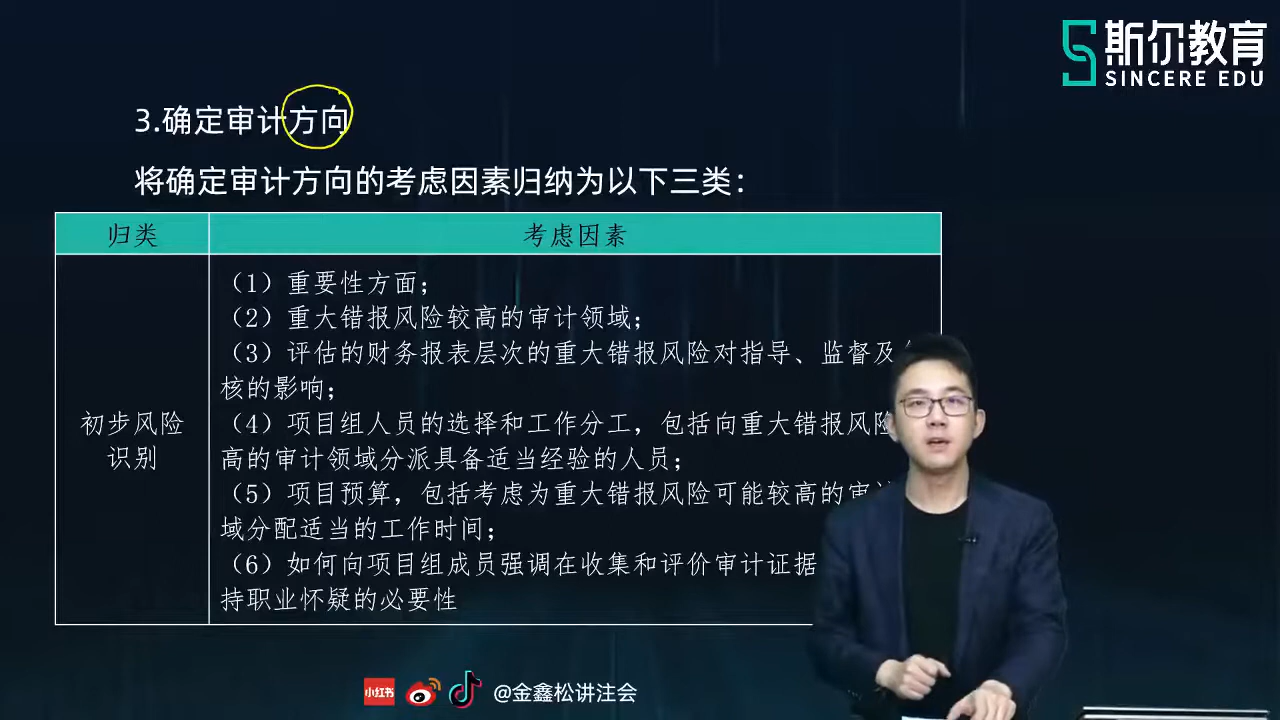 斯尔教育
SINCERE EDU
3.确定审计方向
将确定审计方向的考虑因素归纳为以下三类：
归类
考虑因素
初步风险
识别
（1）重要性方面；
（2）重大错报风险较高的审计领域；
（3）评估的财务报表层次的重大错报风险对指导、监督及
核的影响；
（4）项目组人员的选择和工作分工，包括向重大错报风险
高的审计领域分派具备适当经验的人员；
（5）项目预算，包括考虑为重大错报风险可能较高的审
域分配适当的工作时间；
（6）如何向项目组成员强调在收集和评价审计证据
持职业怀疑的必要性
小红书
@金鑫松讲注会